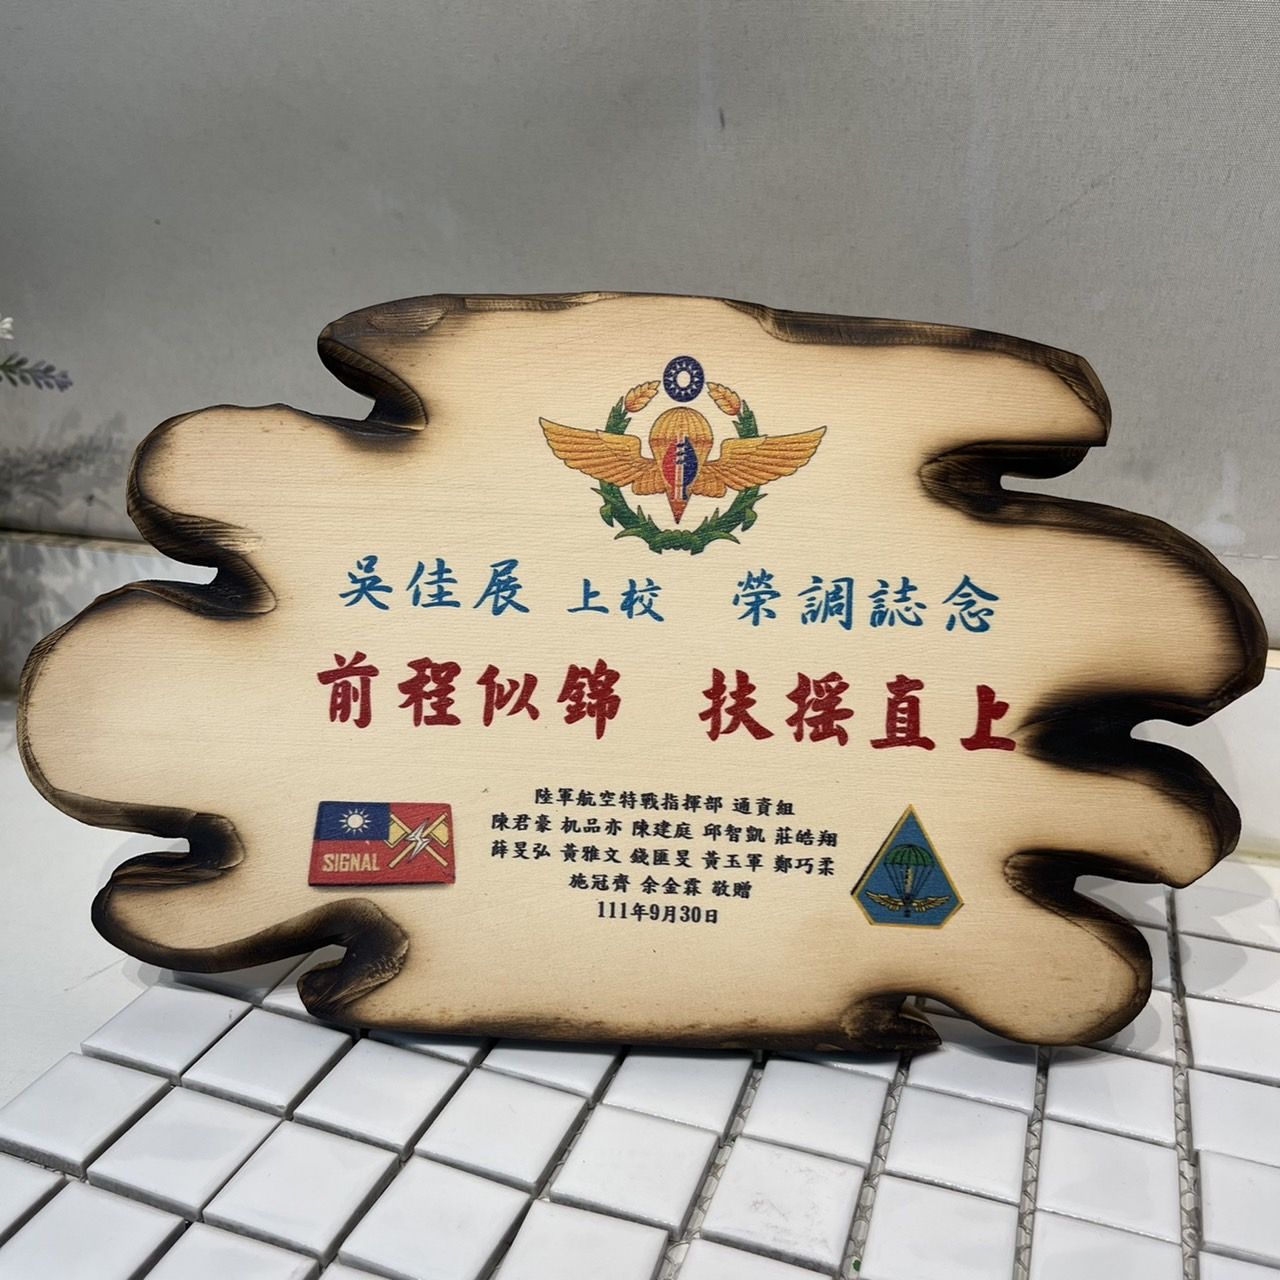 吳佳展 上校 榮調誌念
前程似錦 扶搖直上
SIGNAL
陸軍航空特戰指揮部 通資組
陳君豪 机品亦 陳建庭 邱智凱 莊皓翔
薛旻弘 黃雅文 錢匯旻 黃玉軍 鄭巧柔
施冠齊 余金霖 敬贈
111年9月30日